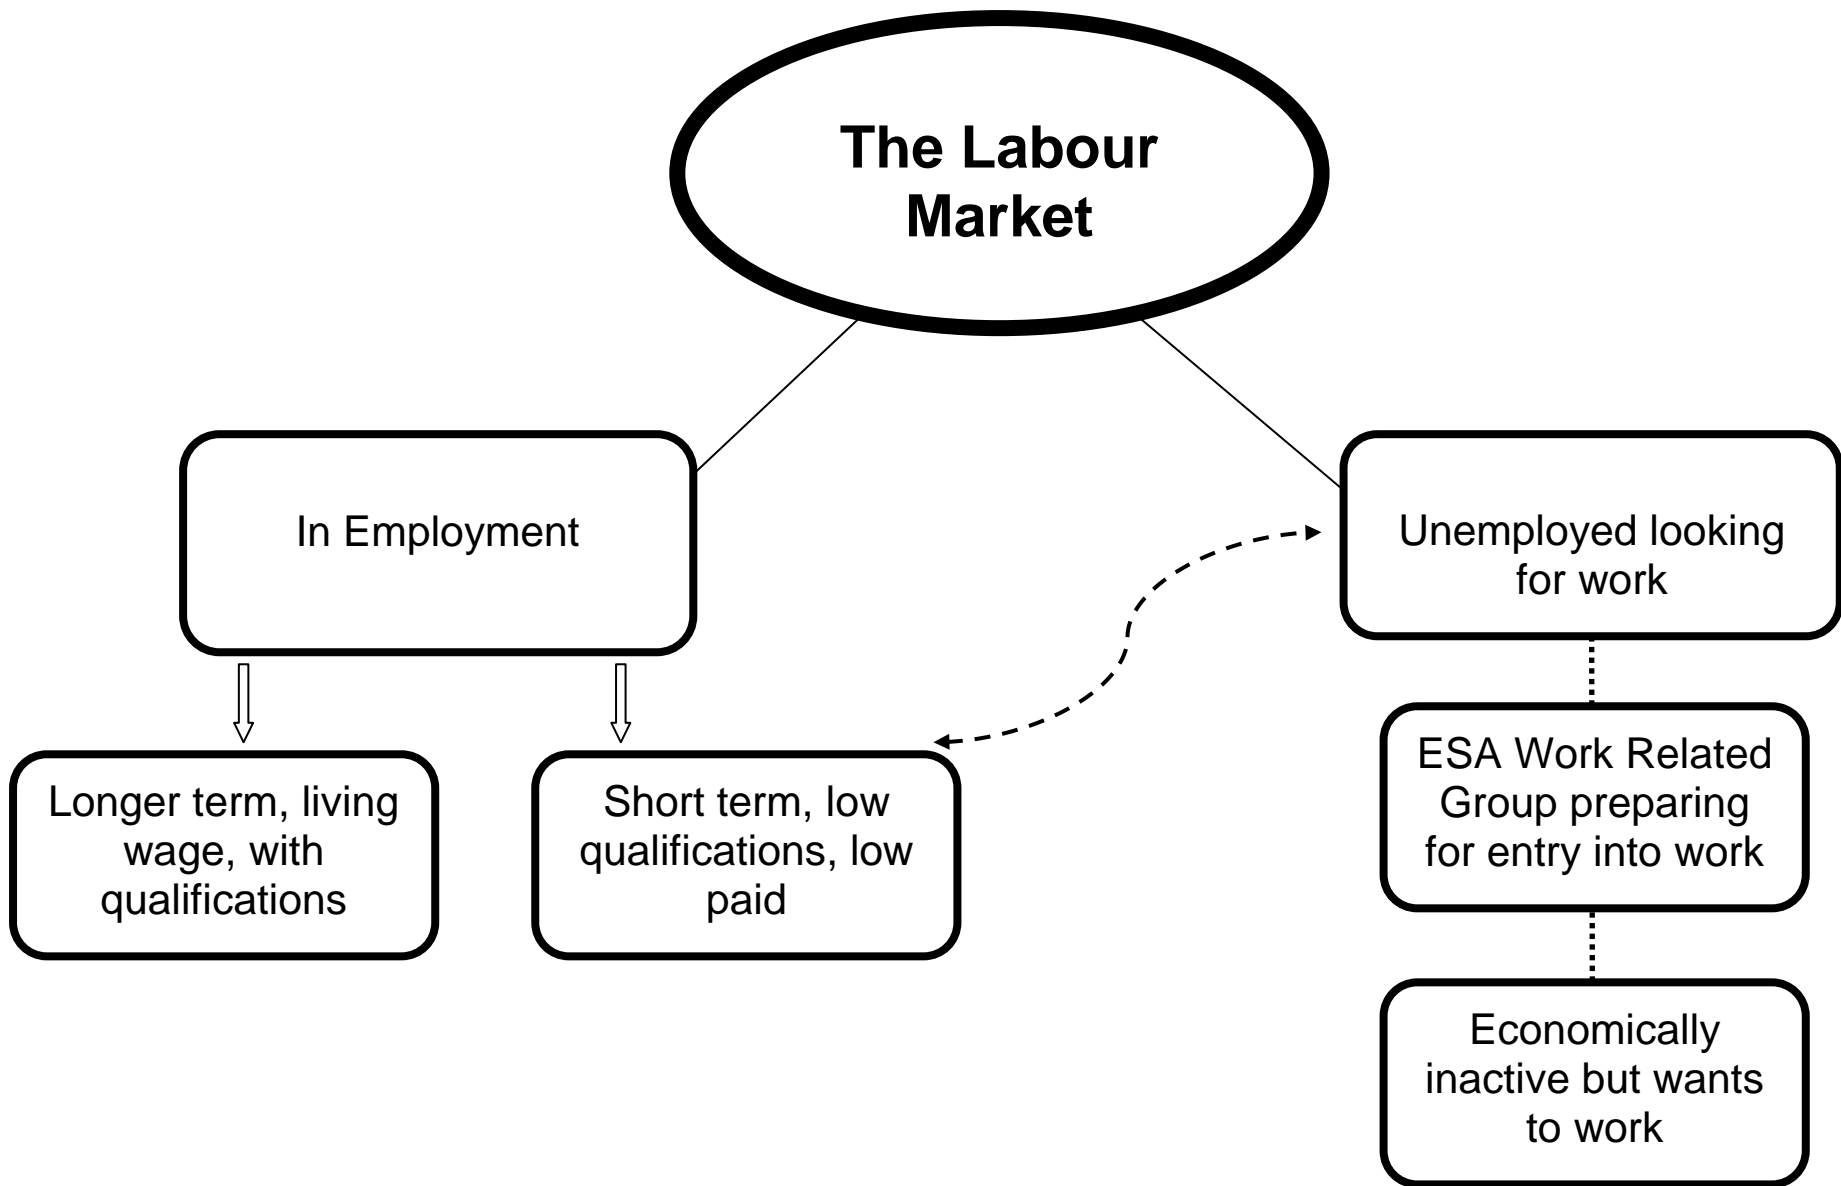 The Labour
Market
In Employment
Unemployed looking
for work
Longer term, living
wage, with
qualifications
Short term, low
qualifications, low
paid
ESA Work Related
Group preparing
for entry into work
Economically
inactive but wants
to work